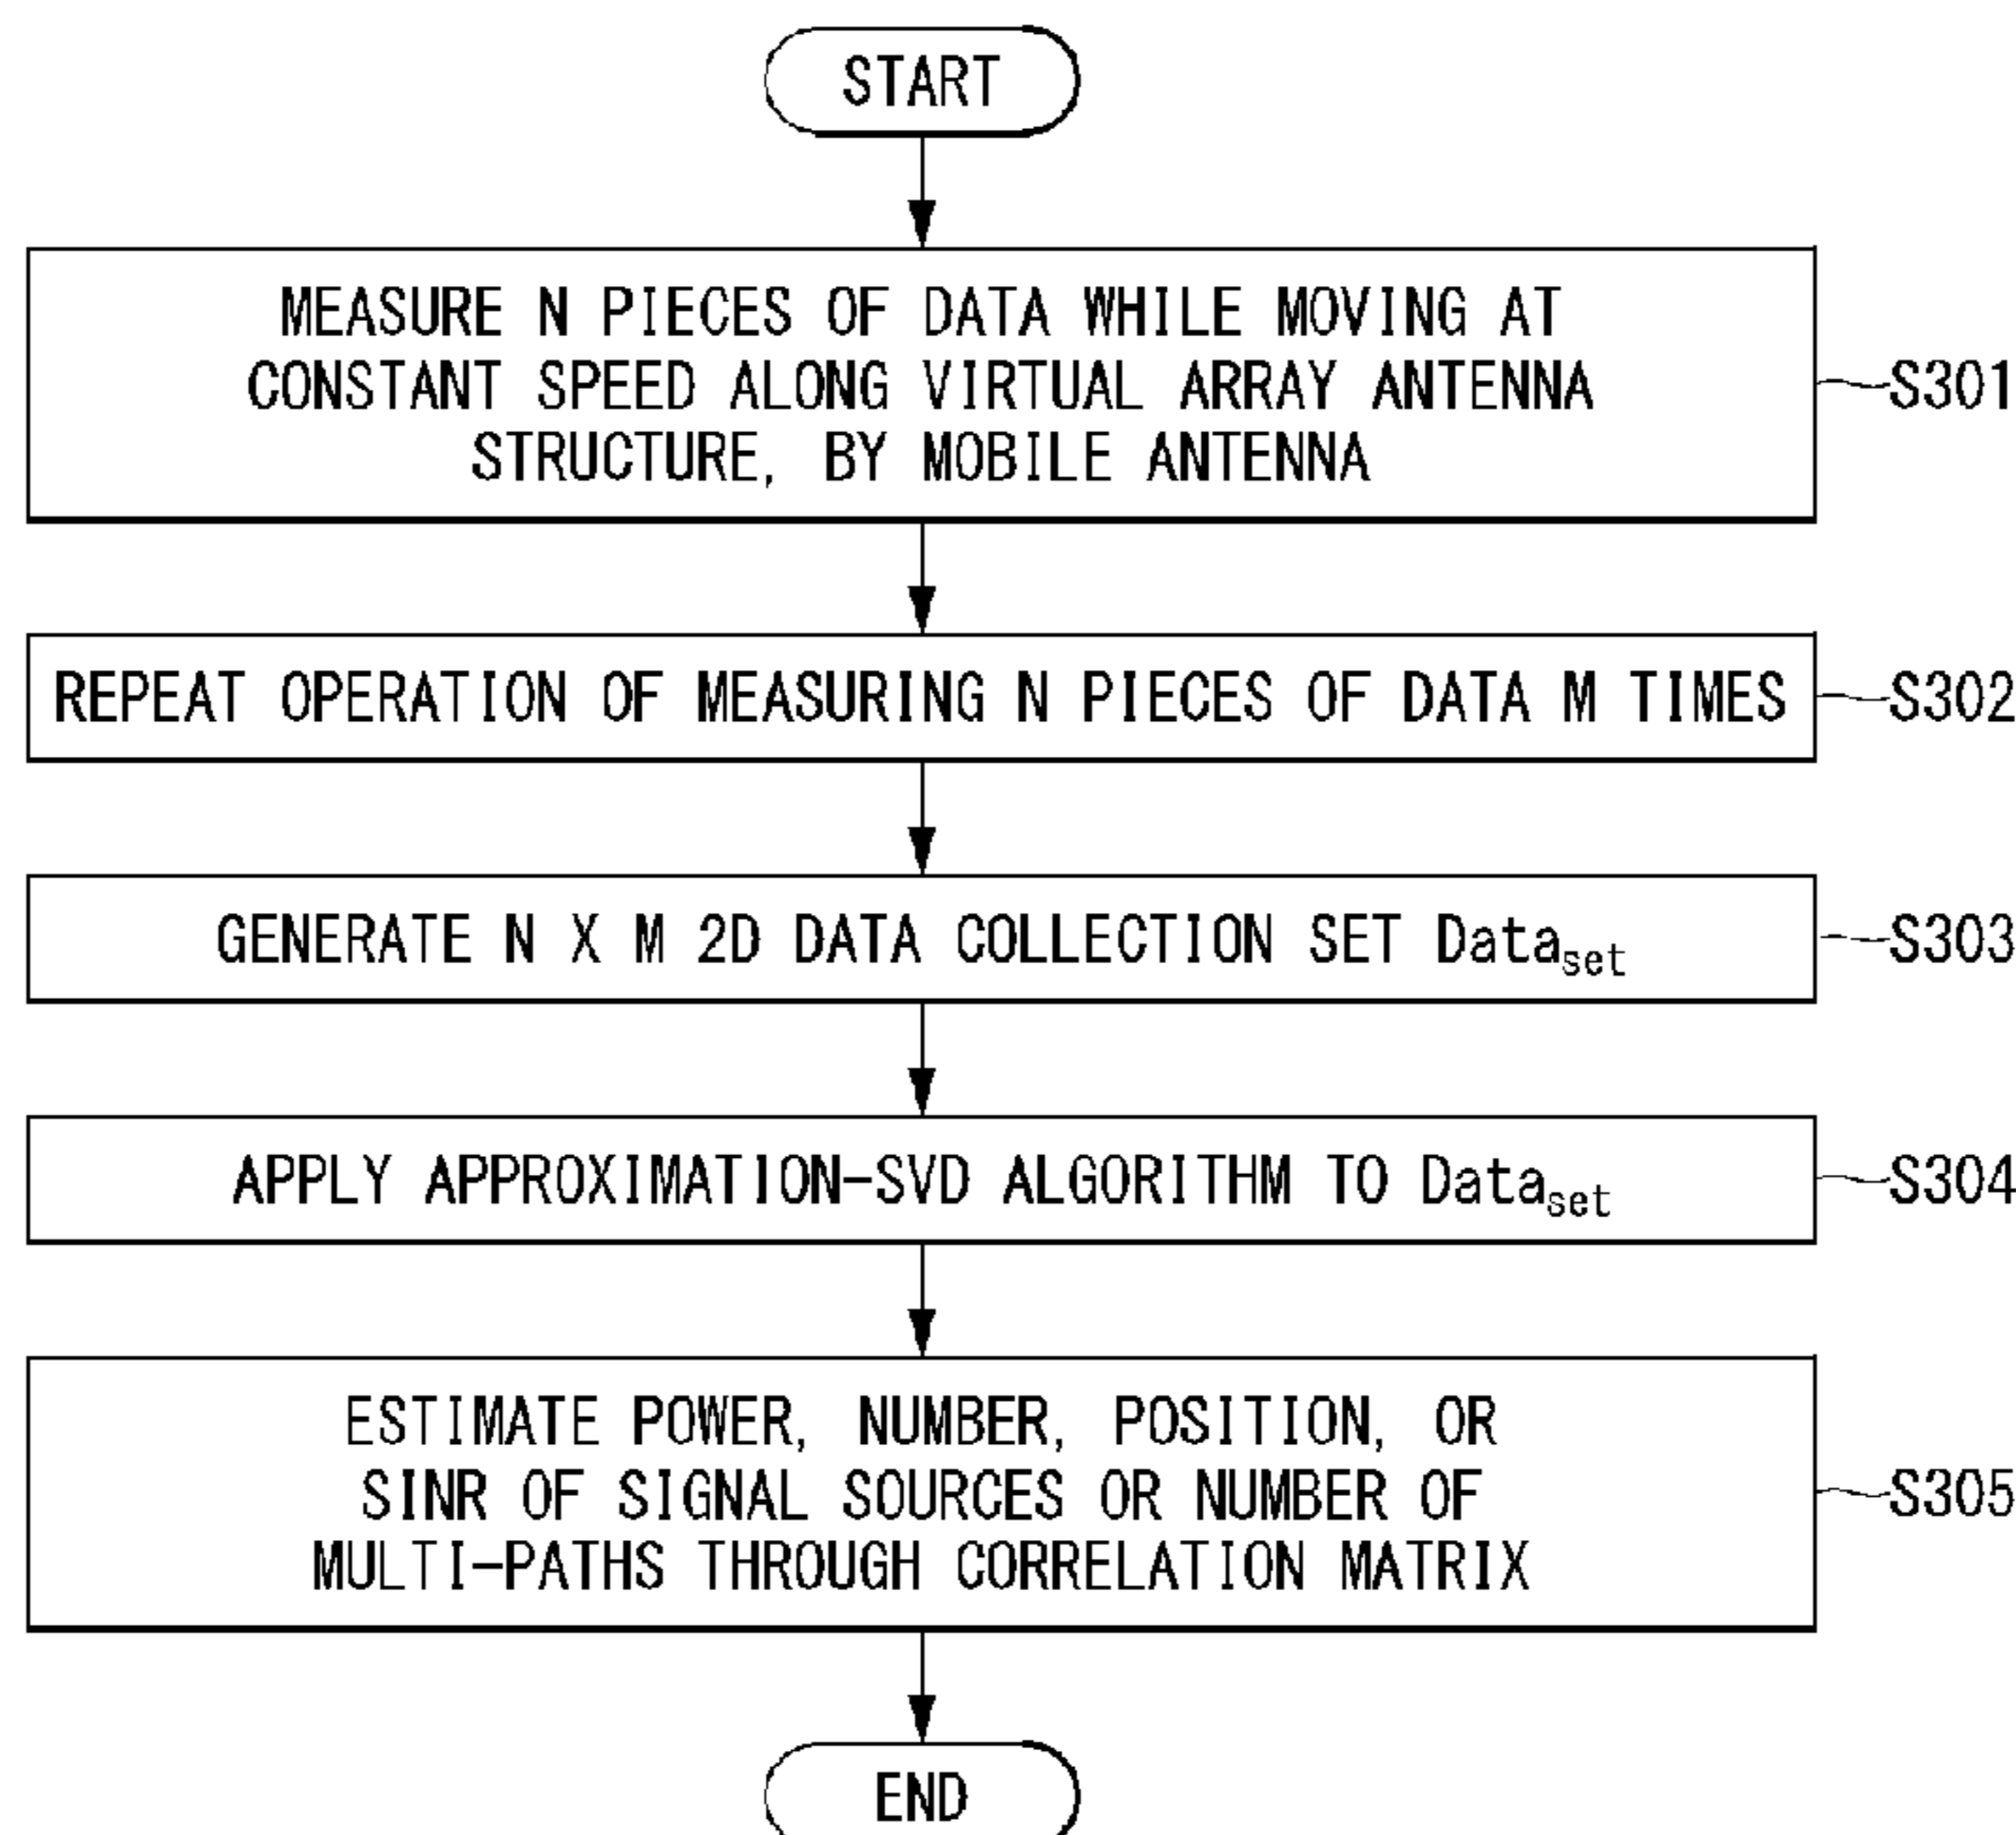 START
MEASURE N PIECES OF DATA WHILE MOVING AT
CONSTANT SPEED ALONG VIRTUAL ARRAY ANTENNA
STRUCTURE, BY MOBILE ANTENNA
S301
REPEAT OPERATION OF MEASURING N PIECES OF DATA M TIMES
S302
GENERATE N X M 2D DATA COLLECTION SET Dataset
S303
APPLY APPROXIMATION-SVD ALGORITHM TO Dataset
S304
ESTIMATE POWER, NUMBER, POSITION, OR
SINR OF SIGNAL SOURCES OR NUMBER OF
MULTI-PATHS THROUGH CORRELATION MATRIX
S305
END